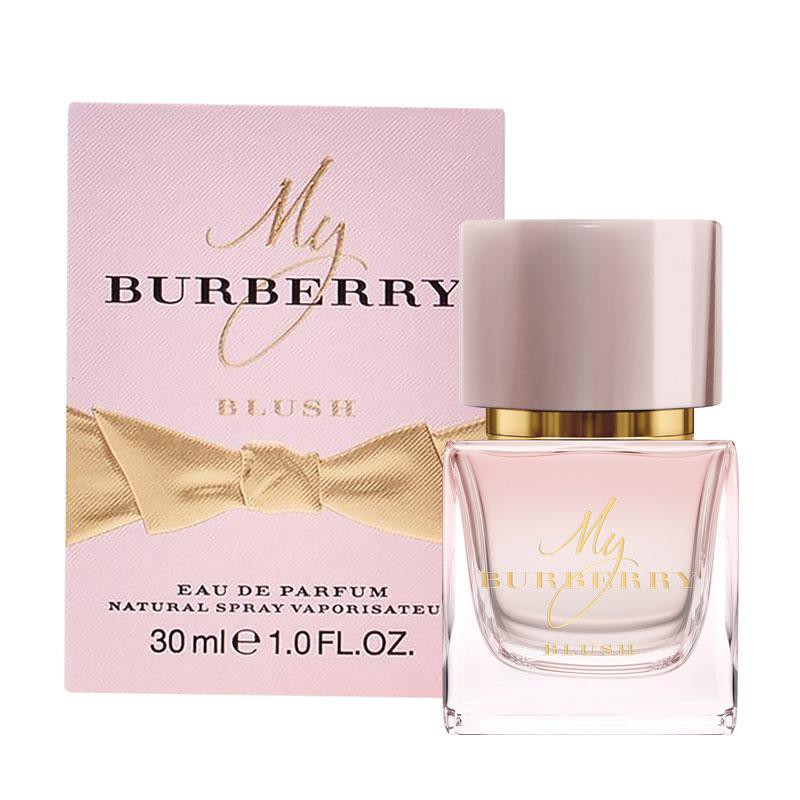 My
BURBERRY
BLUSH
EAU DE PARFUM
NATURAL SPRAY VAPORISATEU
30 ml e 1.0 FL.OZ.
My
BURBERRY
BLUSH